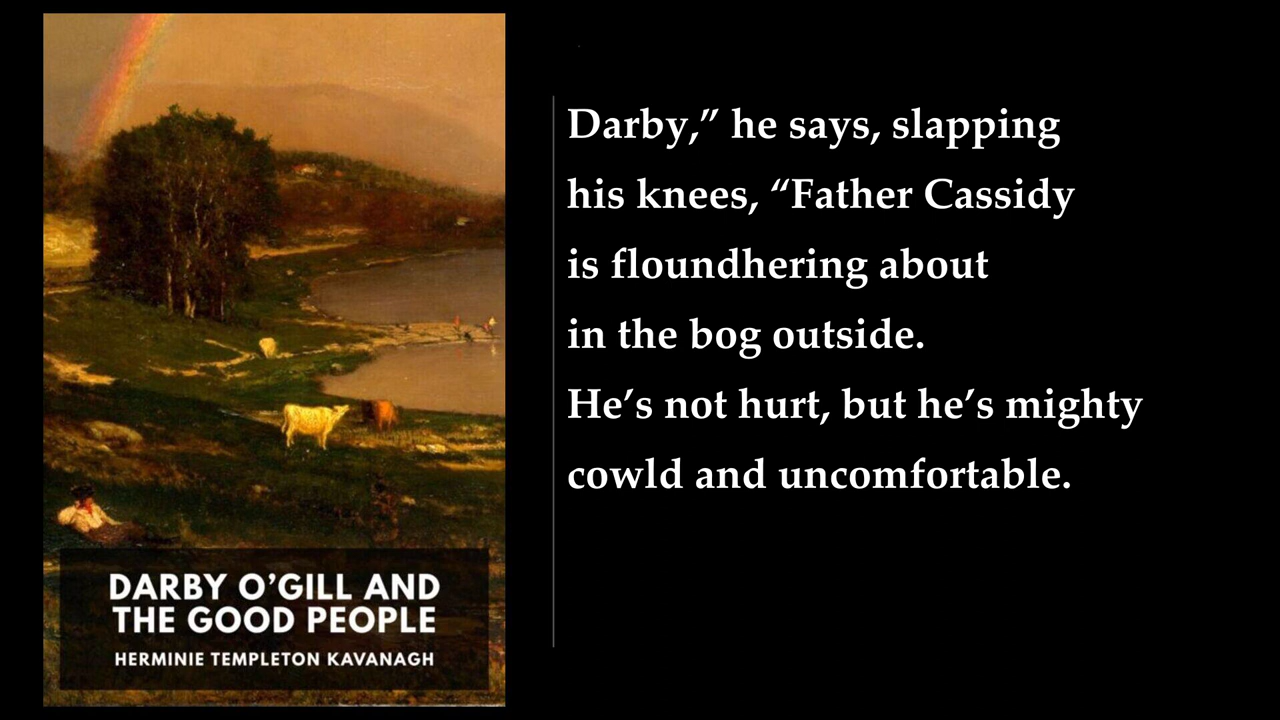 Darby,” he says, slapping
his knees, “Father Cassidy
is floundhering about
in the bog outside.
He’s not hurt, but he’s mighty
cowld and uncomfortable.
DARBY O’GILL AND
THE GOOD PEOPLE
HERMINIE TEMPLETON KAVANAGH